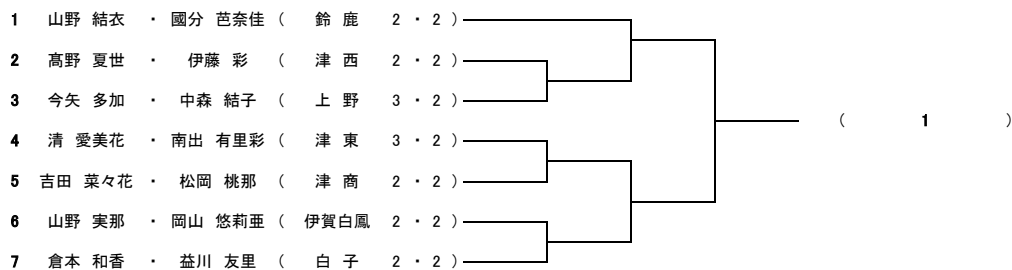 1 山野 結衣 ・ 國分 芭奈佳 ( 鈴 鹿 2 ・ 2 )
2 髙野 夏世 ・ 伊藤 彩 ( 津 西 2 ・ 2 )
3 今矢 多加 ・ 中森 結子 ( 上 野 3 ・ 2 )
( 1 )
4 清 愛美花 ・ 南出 有里彩 ( 津 東 3 ・ 2 )
5 吉田 菜々花 ・ 松岡 桃那 ( 津 商 2 ・ 2 )
6 山野 実那 ・ 岡山 悠莉亜 ( 伊賀白鳳 2 ・ 2 )
7 倉本 和香 ・ 益川 友里 ( 白 子 2 ・ 2 )